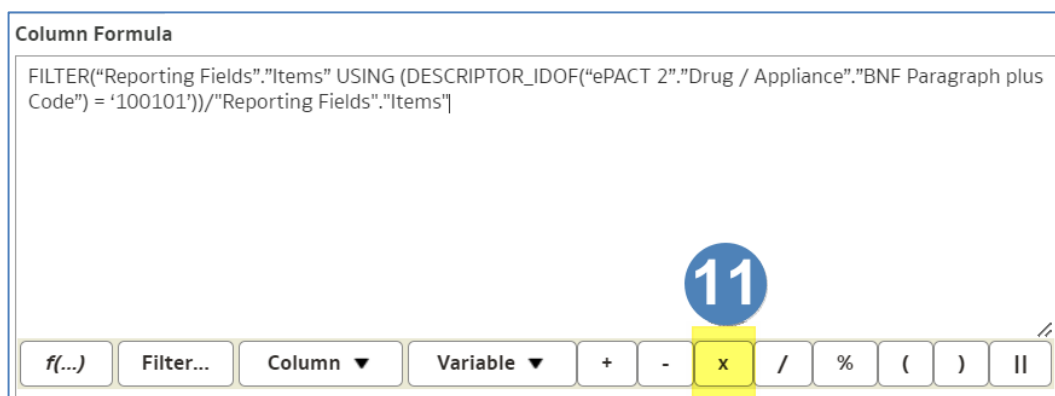 Column Formula
FILTER(“Reporting Fields”.”Items” USING (DESCRIPTOR_IDOF(“ePACT 2”.”Drug / Appliance”.”BNF Paragraph plus
Code”) = ‘100101’))/"Reporting Fields"."Items"
11
f(...) Filter... Column ▼ Variable ▼ + - x / % ( ) ||